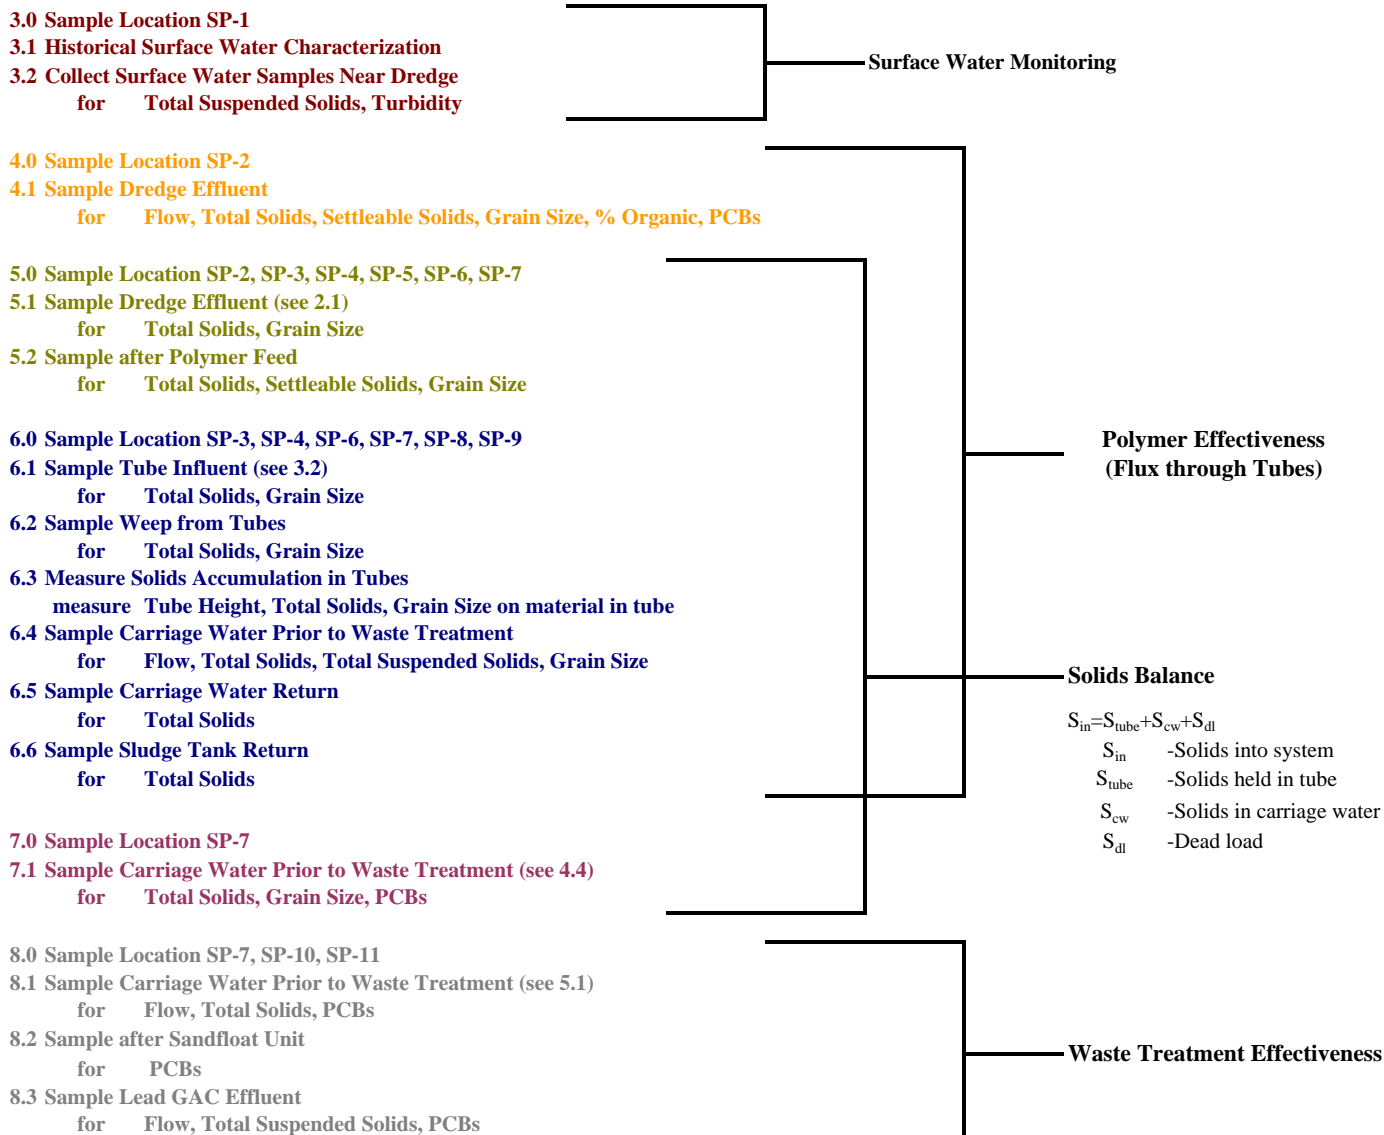 3.0 Sample Location SP-1
3.1 Historical Surface Water Characterization
3.2 Collect Surface Water Samples Near Dredge
for Total Suspended Solids, Turbidity
Surface Water Monitoring
4.0 Sample Location SP-2
4.1 Sample Dredge Effluent
for Flow, Total Solids, Settleable Solids, Grain Size, % Organic, PCBs
5.0 Sample Location SP-2, SP-3, SP-4, SP-5, SP-6, SP-7
5.1 Sample Dredge Effluent (see 2.1)
for Total Solids, Grain Size
5.2 Sample after Polymer Feed
for Total Solids, Settleable Solids, Grain Size
6.0 Sample Location SP-3, SP-4, SP-6, SP-7, SP-8, SP-9
6.1 Sample Tube Influent (see 3.2)
for Total Solids, Grain Size
6.2 Sample Weep from Tubes
for Total Solids, Grain Size
6.3 Measure Solids Accumulation in Tubes
measure Tube Height, Total Solids, Grain Size on material in tube
6.4 Sample Carriage Water Prior to Waste Treatment
for Flow, Total Solids, Total Suspended Solids, Grain Size
6.5 Sample Carriage Water Return
for Total Solids
6.6 Sample Sludge Tank Return
for Total Solids
Polymer Effectiveness
(Flux through Tubes)
Solids Balance
Sin=Stube+Scw+Sdl
Sin -Solids into system
Stube -Solids held in tube
Scw -Solids in carriage water
Sdl -Dead load
7.0 Sample Location SP-7
7.1 Sample Carriage Water Prior to Waste Treatment (see 4.4)
for Total Solids, Grain Size, PCBs
8.0 Sample Location SP-7, SP-10, SP-11
8.1 Sample Carriage Water Prior to Waste Treatment (see 5.1)
for Flow, Total Solids, PCBs
8.2 Sample after Sandfloat Unit
for PCBs
8.3 Sample Lead GAC Effluent
for Flow, Total Suspended Solids, PCBs
Waste Treatment Effectiveness